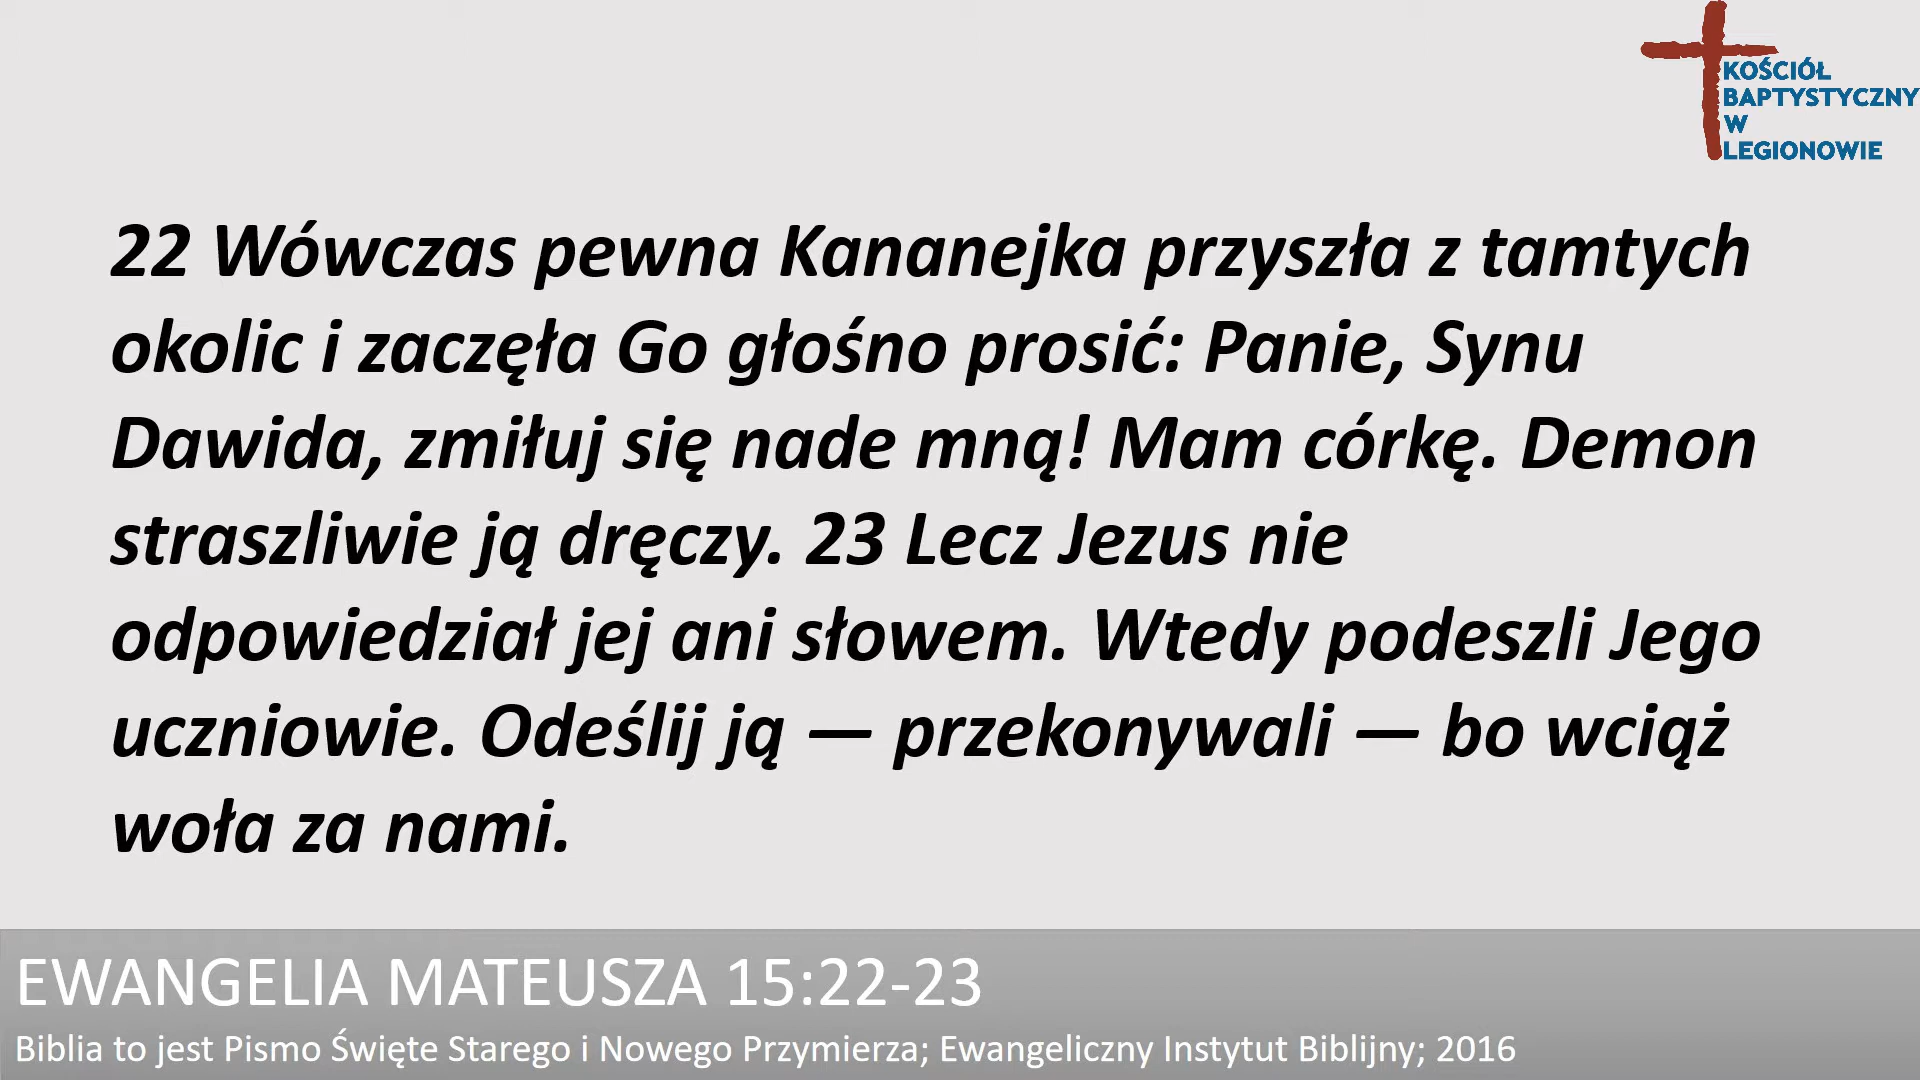 KOŚCIÓŁ
BAPTYSTYCZNY
W
LEGIONOWIE
22 Wówczas pewna Kananejka przyszła z tamtych
okolic i zaczęła Go głośno prosić: Panie, Synu
Dawida, zmiłuj się nade mną! Mam córkę. Demon
straszliwie ją dręczy. 23 Lecz Jezus nie
odpowiedział jej ani słowem. Wtedy podeszli Jego
uczniowie. Odeślij ją — przekonywali — bo wciąż
woła za nami.
EWANGELIA MATEUSZA 15:22-23
Biblia to jest Pismo Święte Starego i Nowego Przymierza; Ewangeliczny Instytut Biblijny; 2016